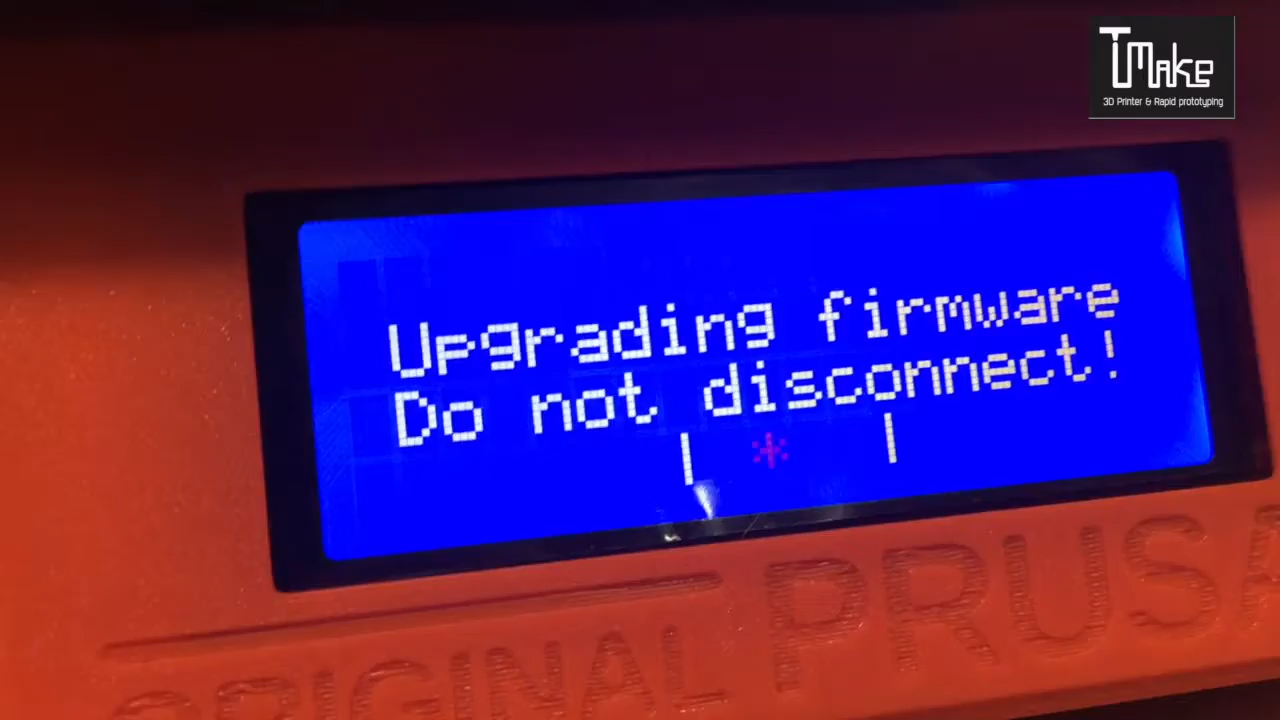 TMake
3D Printer & Rapid prototyping
Upgrading firmware
Do not disconnect!
| * |
ORIGINAL PRUSA